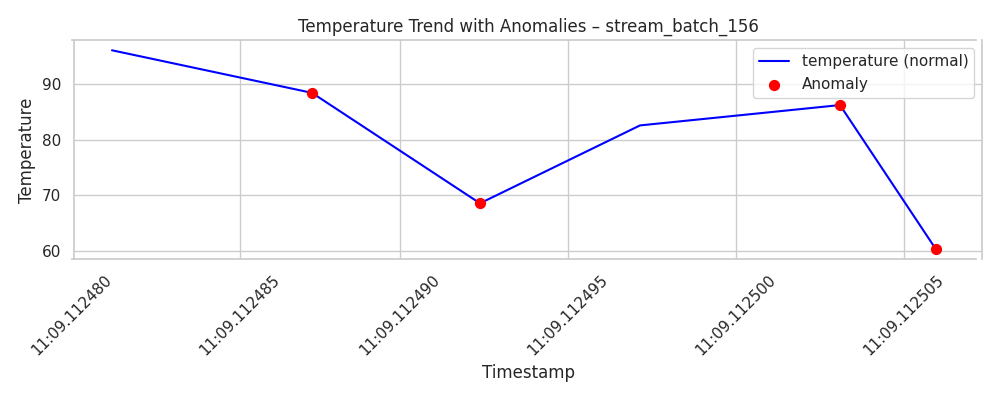 Temperature Trend with Anomalies – stream_batch_156
temperature (normal)
Anomaly
Temperature
90
80
70
60
11:09.112480
11:09.112485
11:09.112490
11:09.112495
11:09.112500
11:09.112505
Timestamp